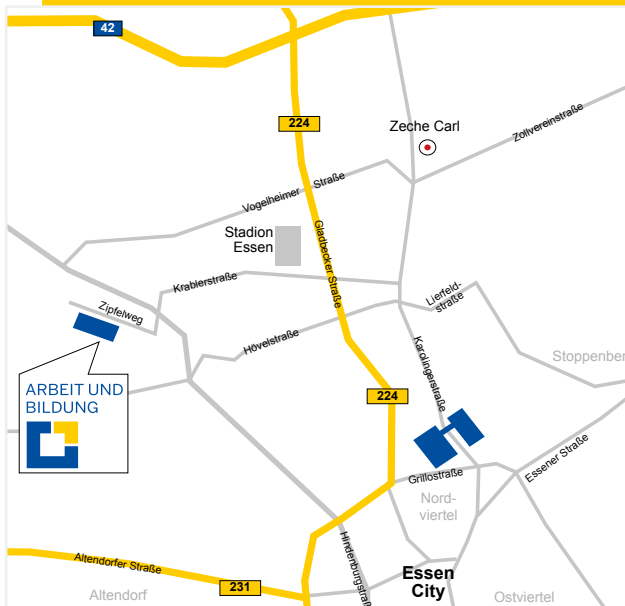 42
224
Zeche Carl
Zollvereinstraße
Vogelheimer Straße
Stadion
Essen
Gladbecker Straße
Krablerstraße
Zipfelweg
Lierfeld-
straße
Hövelstraße
Karolingerstraße
Stoppenber
ARBEIT UND
BILDUNG
224
Essener Straße
Grillostraße
Nord-
viertel
Hindenburgstraß
Altendorfer Straße
231
Essen
City
Altendorf
Ostviertel